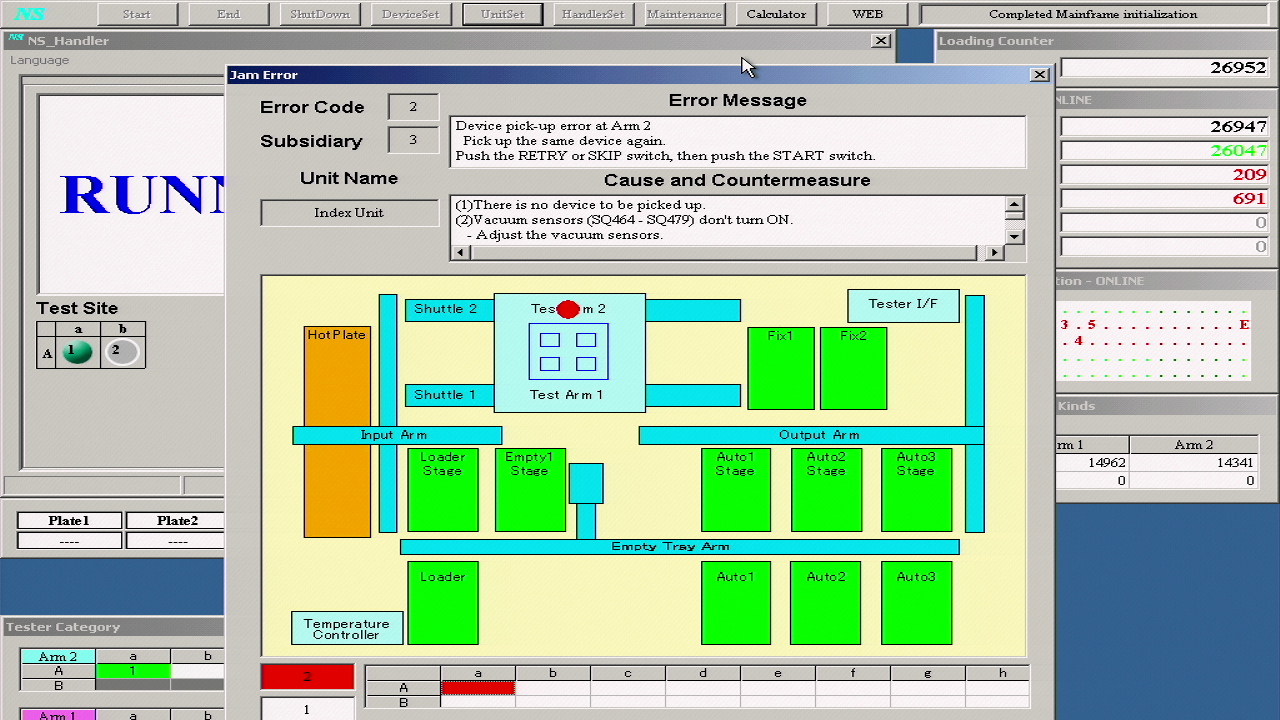 NS Start End ShutDown DeviceSet UnitSet HandlerSet Maintenance Calculator WEB Completed Mainframe initialization
NS NS_Handler
Loading Counter
Language
26952
Jam Error
NLINE
Error Code 2
Subsidiary 3
Error Message
Device pick-up error at Arm 2
Pick up the same device again.
Push the RETRY or SKIP switch, then push the START switch.
26947
26047
209
691
0
0
Unit Name
Index Unit
Cause and Countermeasure
(1)There is no device to be picked up.
(2)Vacuum sensors (SQ464 - SQ479) don't turn ON.
- Adjust the vacuum sensors.
RUNN
tion - ONLINE
Test Site
a b
A 1 2
Shuttle 2
Tes m 2
Tester I/F
3 . 5 . . . . . . . . . E
. 4 . . . . . . . . . . .
HotPlate
Fix1
Fix2
Shuttle 1
Test Arm 1
Kinds
Input Arm
Output Arm
rm 1 Arm 2
14962 14341
0 0
Loader
Stage
Empty1
Stage
Auto1
Stage
Auto2
Stage
Auto3
Stage
Plate1 Plate2
---- ----
Empty Tray Arm
Loader
Auto1
Auto2
Auto3
Temperature
Controller
Tester Category
Arm 2 a b
A 1
B
Arm 1 a b
2
1
a b c d e f g h
A
B